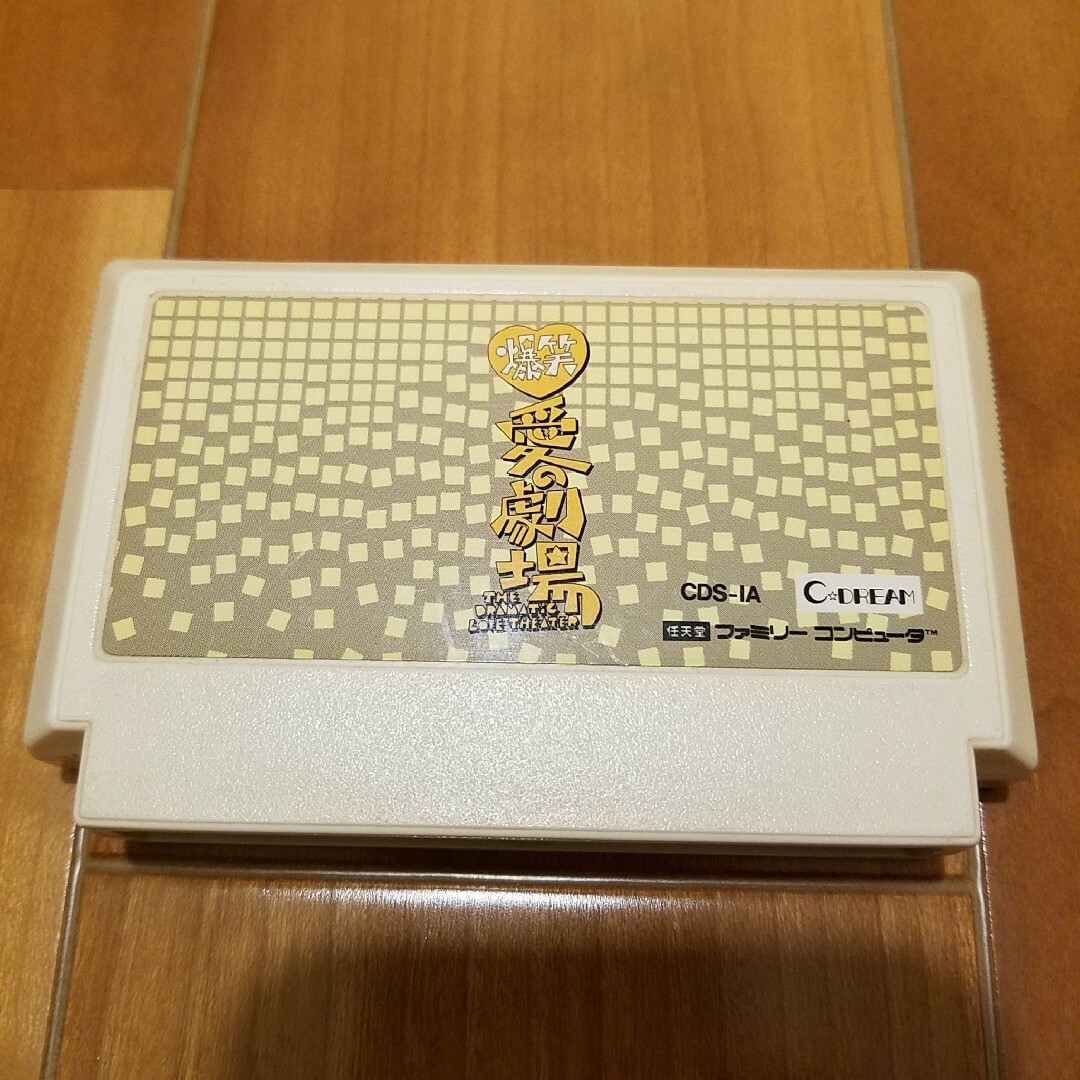 爆笑
愛の劇場
THE
DRAMATIC
LOVE THEATER
CDS-IA
C☆DREAM
任天堂 ファミリー コンピュータ™